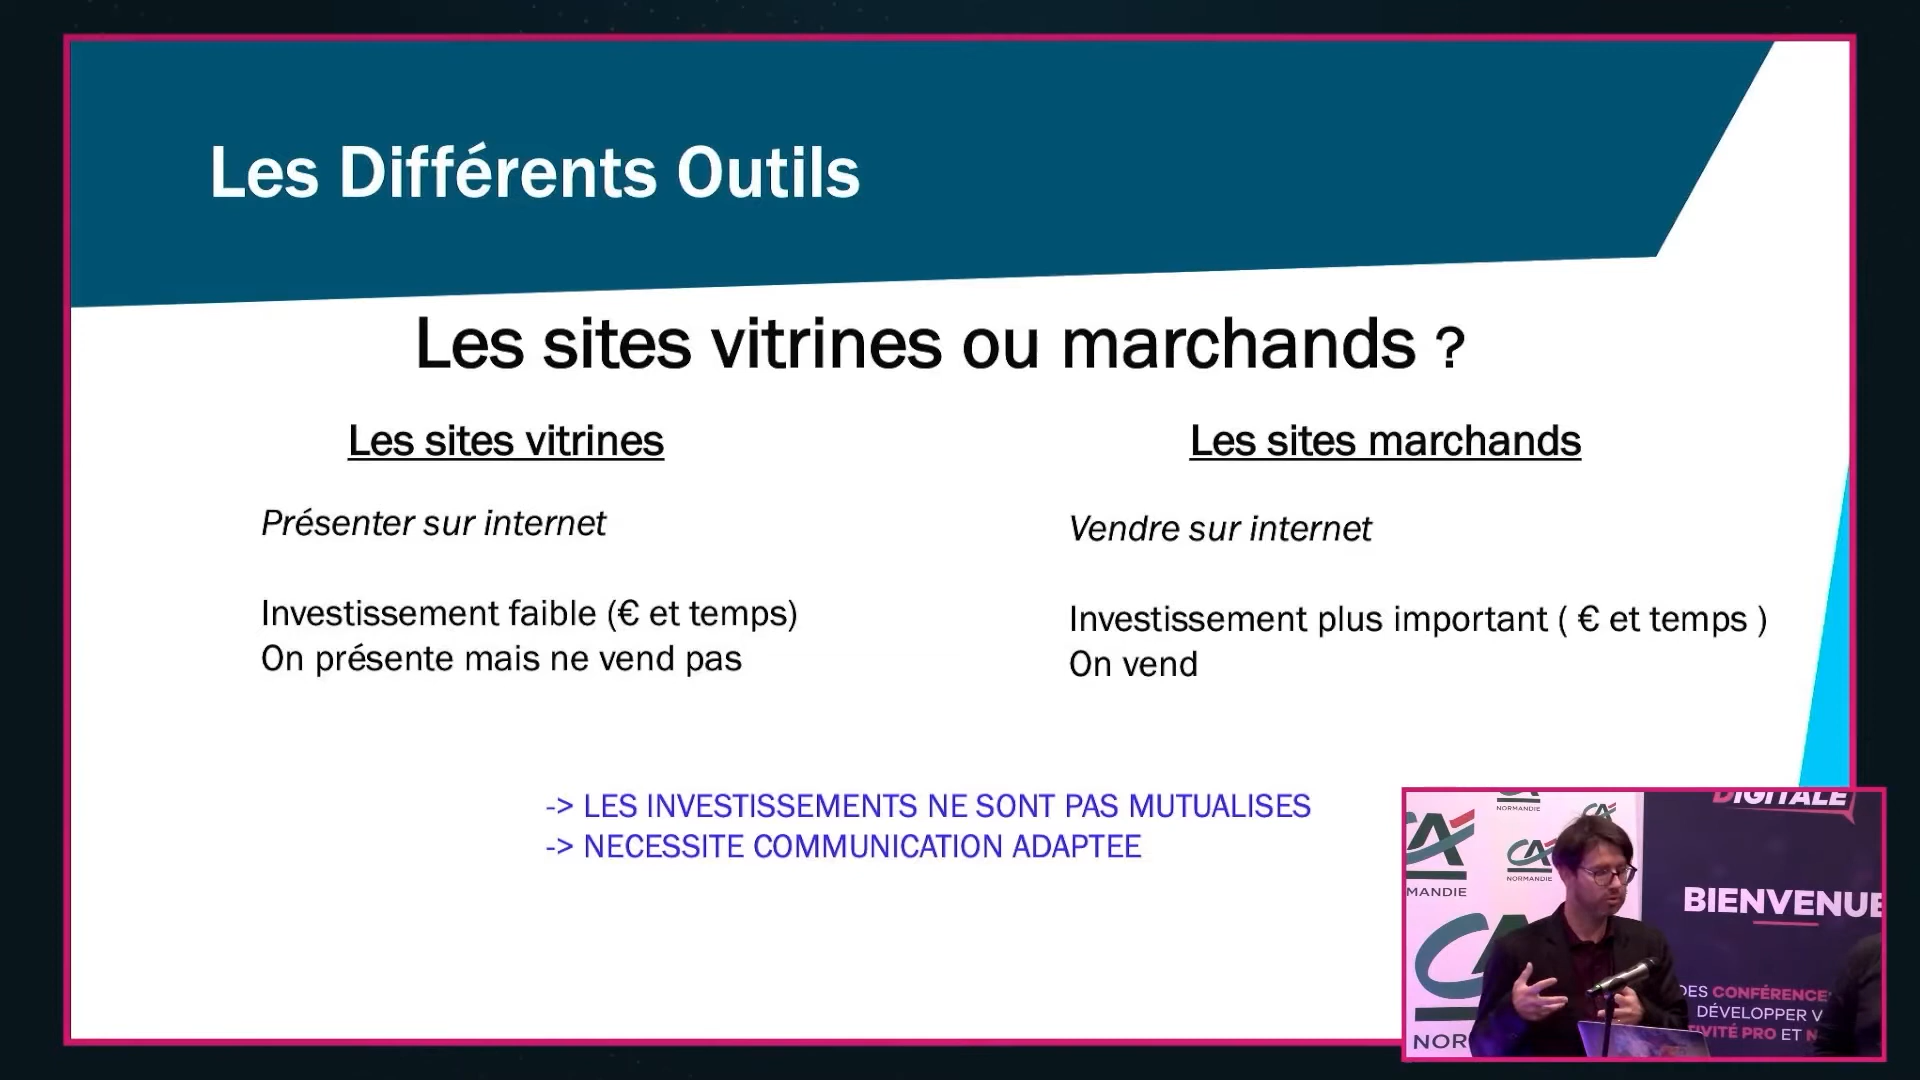 Les Différents Outils
Les sites vitrines ou marchands ?
Les sites vitrines
Présenter sur internet
Investissement faible (€ et temps)
On présente mais ne vend pas
Les sites marchands
Vendre sur internet
Investissement plus important ( € et temps )
On vend
-> LES INVESTISSEMENTS NE SONT PAS MUTUALISES
-> NECESSITE COMMUNICATION ADAPTEE
NORMANDIE
CA
CA
NORMANDIE
MANDIE
CA
NOR
DIGITALE
BIENVENUE
DES CONFÉRENCE
DÉVELOPPER V
IVITÉ PRO ET N